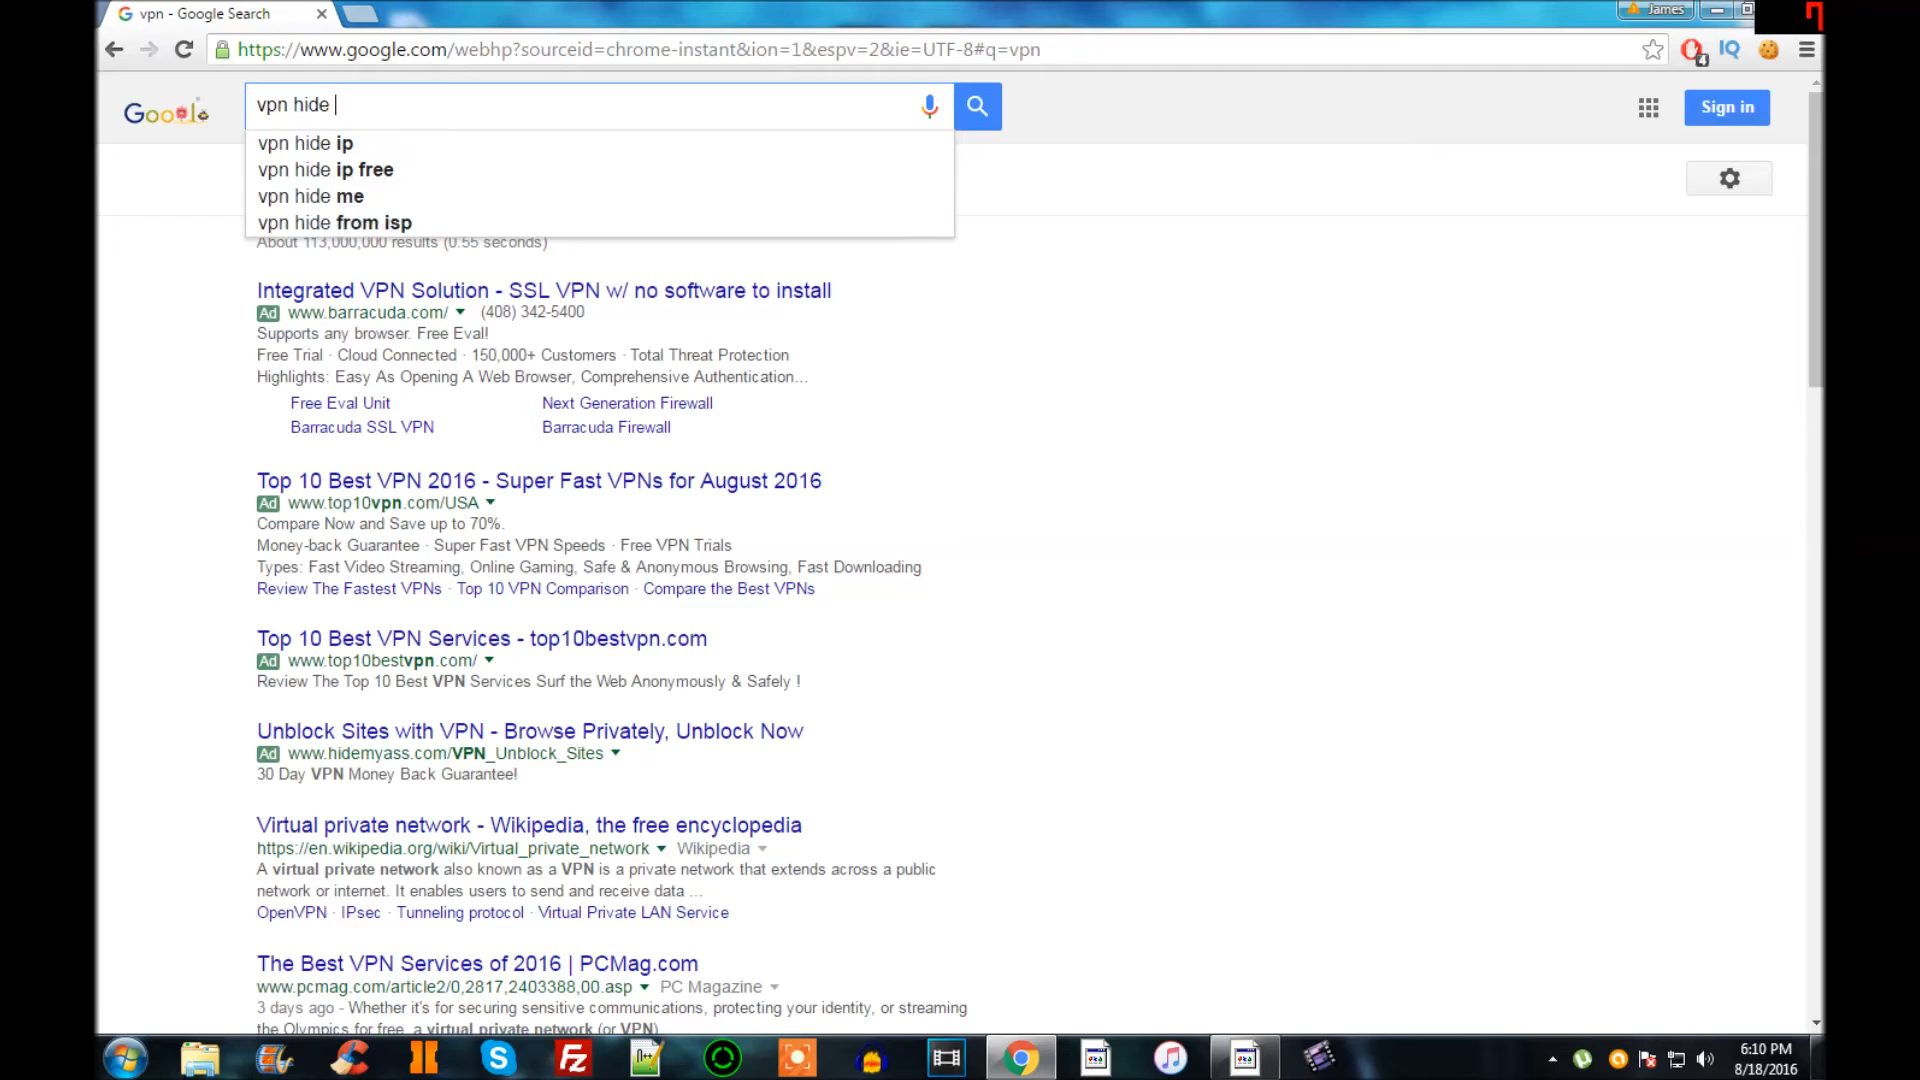 vpn - Google Search
James
https://www.google.com/webhp?sourceid=chrome-instant&ion=1&espv=2&ie=UTF-8#q=vpn
4
IQ
Google
vpn hide
Sign in
vpn hide ip
vpn hide ip free
vpn hide me
vpn hide from isp
About 113,000,000 results (0.55 seconds)
Integrated VPN Solution - SSL VPN w/ no software to install
Ad www.barracuda.com/ (408) 342-5400
Supports any browser. Free Eval!
Free Trial · Cloud Connected · 150,000+ Customers · Total Threat Protection
Highlights: Easy As Opening A Web Browser, Comprehensive Authentication...
Free Eval Unit Next Generation Firewall
Barracuda SSL VPN Barracuda Firewall
Top 10 Best VPN 2016 - Super Fast VPNs for August 2016
Ad www.top10vpn.com/USA
Compare Now and Save up to 70%.
Money-back Guarantee · Super Fast VPN Speeds · Free VPN Trials
Types: Fast Video Streaming, Online Gaming, Safe & Anonymous Browsing, Fast Downloading
Review The Fastest VPNs · Top 10 VPN Comparison · Compare the Best VPNs
Top 10 Best VPN Services - top10bestvpn.com
Ad www.top10bestvpn.com/
Review The Top 10 Best VPN Services Surf the Web Anonymously & Safely !
Unblock Sites with VPN - Browse Privately, Unblock Now
Ad www.hidemyass.com/VPN_Unblock_Sites
30 Day VPN Money Back Guarantee!
Virtual private network - Wikipedia, the free encyclopedia
https://en.wikipedia.org/wiki/Virtual_private_network Wikipedia
A virtual private network also known as a VPN is a private network that extends across a public
network or internet. It enables users to send and receive data ...
OpenVPN · IPsec · Tunneling protocol · Virtual Private LAN Service
The Best VPN Services of 2016 | PCMag.com
www.pcmag.com/article2/0,2817,2403388,00.asp PC Magazine
3 days ago - Whether it's for securing sensitive communications, protecting your identity, or streaming
the Olympics for free, a virtual private network (or VPN)
6:10 PM
8/18/2016